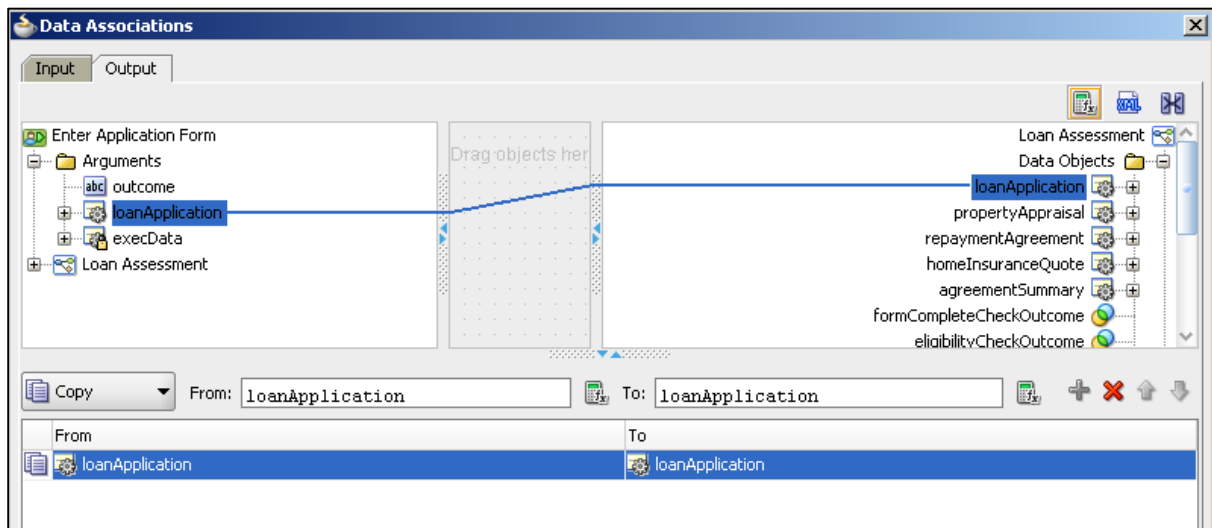 Data Associations
Input Output
Enter Application Form
Arguments
abc outcome
loanApplication
execData
Loan Assessment
Drag objects her
Loan Assessment
Data Objects
loanApplication
propertyAppraisal
repaymentAgreement
homeInsuranceQuote
agreementSummary
formCompleteCheckOutcome
eligibilityCheckOutcome
Copy From: loanApplication To: loanApplication
From To
loanApplication loanApplication